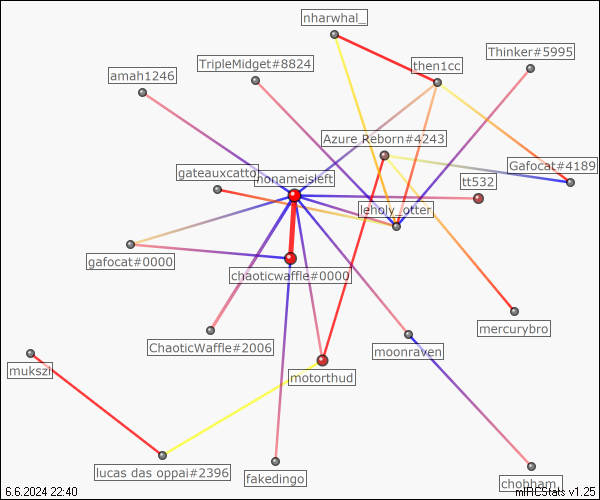 nharwhal_
Thinker#5995
TripleMidget#8824
then1cc
amah1246
Azure Reborn#4243
gateauxcatto
Gafocat#4189
nonameisleft
tt532
leholy_otter
gafocat#0000
chaoticwaffle#0000
mercurybro
ChaoticWaffle#2006
moonraven
mukszi
motorthud
lucas das oppai#2396
fakedingo
chobham_
6.6.2024 22:40
mIRCStats v1.25